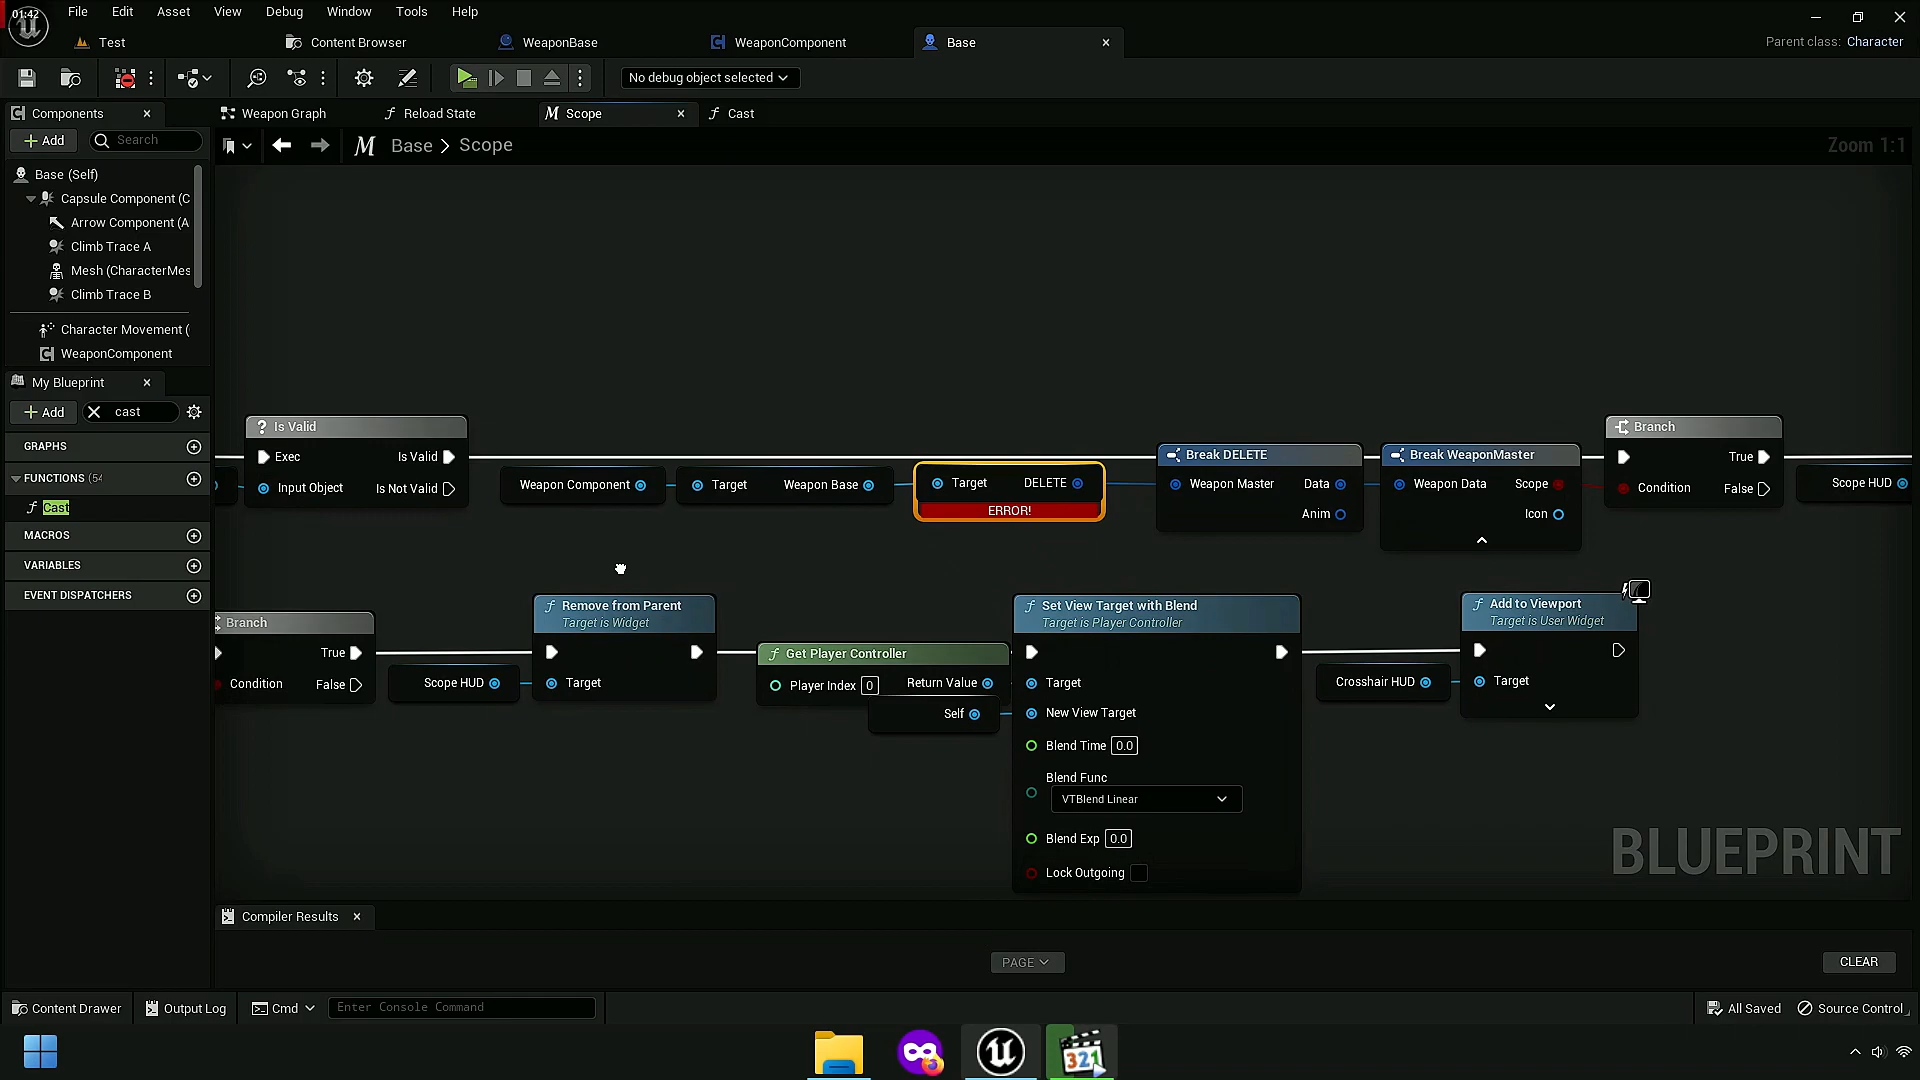 01:42
File Edit Asset View Debug Window Tools Help
Test
Content Browser
WeaponBase
WeaponComponent
Base
Parent class: Character
No debug object selected
Components
Weapon Graph
Reload State
Scope
Cast
Add
Search
Base > Scope
Zoom 1:1
Base (Self)
Capsule Component (C
Arrow Component (A
Climb Trace A
Mesh (CharacterMes
Climb Trace B
Character Movement (
WeaponComponent
My Blueprint
Add
cast
GRAPHS
FUNCTIONS (54
Cast
MACROS
VARIABLES
EVENT DISPATCHERS
Is Valid
Exec
Is Valid
Input Object
Is Not Valid
Weapon Component
Target
Weapon Base
Target
DELETE
ERROR!
Break DELETE
Weapon Master
Data
Anim
Break WeaponMaster
Weapon Data
Scope
Icon
Branch
True
Condition
False
Scope HUD
Branch
True
Condition
False
Scope HUD
Remove from Parent
Target is Widget
Target
Get Player Controller
Player Index 0
Return Value
Self
Set View Target with Blend
Target is Player Controller
Target
New View Target
Blend Time 0.0
Blend Func
VTBlend Linear
Blend Exp 0.0
Lock Outgoing
Crosshair HUD
Add to Viewport
Target is User Widget
Target
BLUEPRINT
Compiler Results
PAGE
CLEAR
Content Drawer
Output Log
Cmd
Enter Console Command
All Saved
Source Control
321